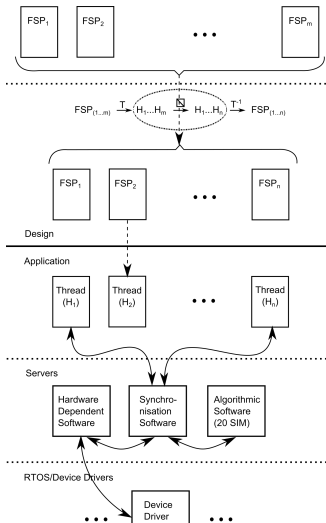 FSP₁ FSP₂ ••• FSPₘ
FSP₍₁...ₘ₎ T H₁...Hₘ H₁...Hₙ T⁻¹ FSP₍₁...ₙ₎
FSP₁ FSP₂ ••• FSPₙ
Design
Application
Thread Thread ••• Thread
(H₁) (H₂) (Hₙ)
Servers
Hardware Synchro- Algorithmic
Dependent nisation Software
Software Software (20 SIM)
RTOS/Device Drivers
••• Device •••
Driver